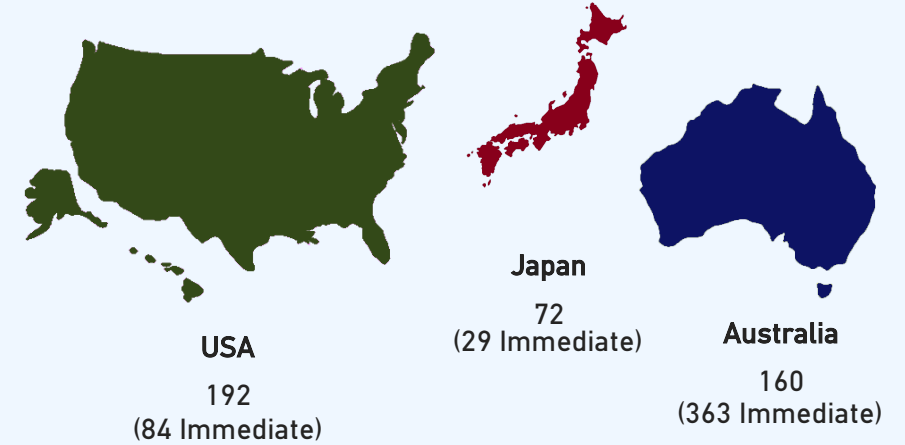 USA
192
(84 Immediate)
Japan
72
(29 Immediate)
Australia
160
(363 Immediate)